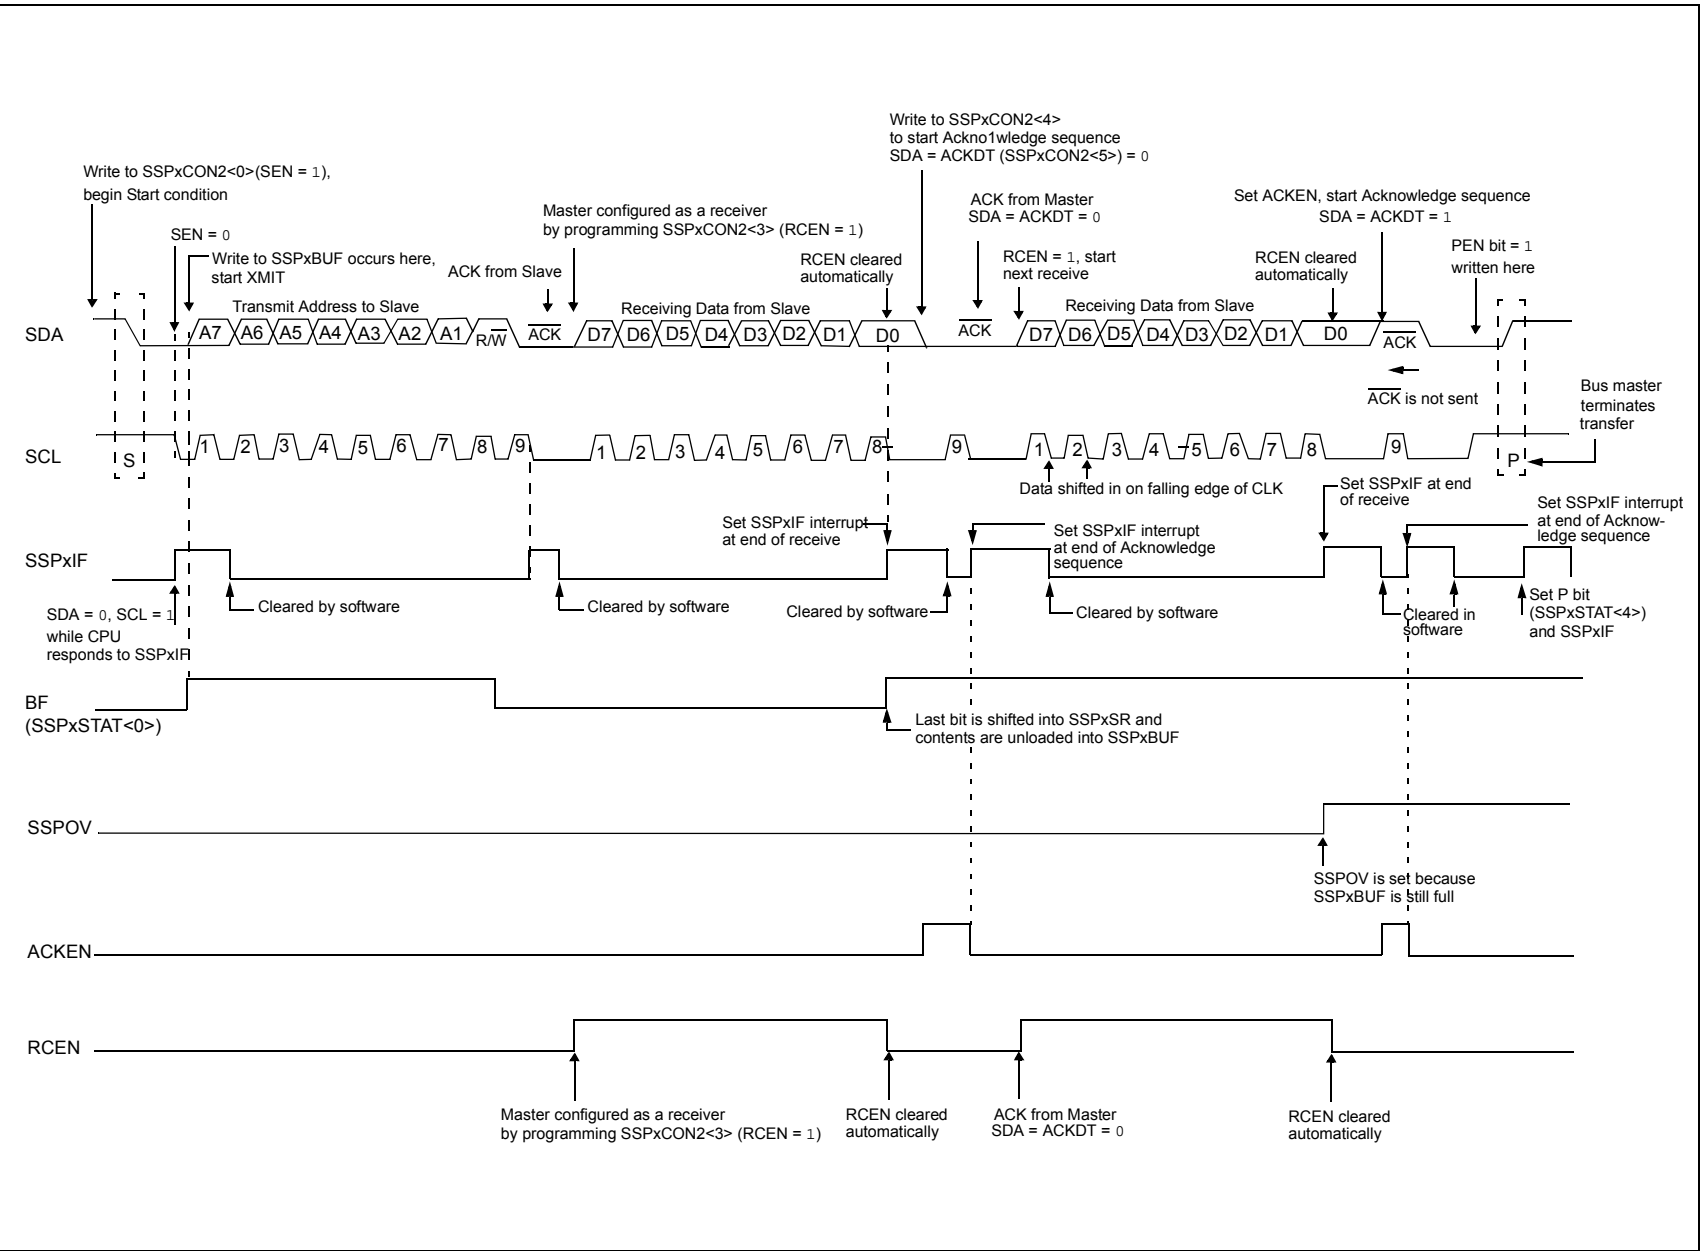 Write to SSPxCON2<4>
to start Ackno1wledge sequence
SDA = ACKDT (SSPxCON2<5>) = 0
Write to SSPxCON2<0>(SEN = 1),
begin Start condition
ACK from Master
SDA = ACKDT = 0
Set ACKEN, start Acknowledge sequence
SDA = ACKDT = 1
Master configured as a receiver
by programming SSPxCON2<3> (RCEN = 1)
SEN = 0
PEN bit = 1
written here
Write to SSPxBUF occurs here,
start XMIT
ACK from Slave
RCEN cleared
automatically
RCEN = 1, start
next receive
RCEN cleared
automatically
Transmit Address to Slave
Receiving Data from Slave
Receiving Data from Slave
SDA
A7 A6 A5 A4 A3 A2 A1 R/W ACK D7 D6 D5 D4 D3 D2 D1 D0 ACK D7 D6 D5 D4 D3 D2 D1 D0 ACK
ACK is not sent
Bus master
terminates
transfer
SCL
S 1 2 3 4 5 6 7 8 9 1 2 3 4 5 6 7 8 9 1 2 3 4 5 6 7 8 9 P
Data shifted in on falling edge of CLK
Set SSPxIF at end
of receive
Set SSPxIF interrupt
at end of receive
Set SSPxIF interrupt
at end of Acknowledge
sequence
Set SSPxIF interrupt
at end of Acknow-
ledge sequence
SSPxIF
SDA = 0, SCL = 1
while CPU
responds to SSPxIF
Cleared by software
Cleared by software
Cleared by software
Cleared by software
Cleared in
software
Set P bit
(SSPxSTAT<4>)
and SSPxIF
BF
(SSPxSTAT<0>)
Last bit is shifted into SSPxSR and
contents are unloaded into SSPxBUF
SSPOV
SSPOV is set because
SSPxBUF is still full
ACKEN
RCEN
Master configured as a receiver
by programming SSPxCON2<3> (RCEN = 1)
RCEN cleared
automatically
ACK from Master
SDA = ACKDT = 0
RCEN cleared
automatically